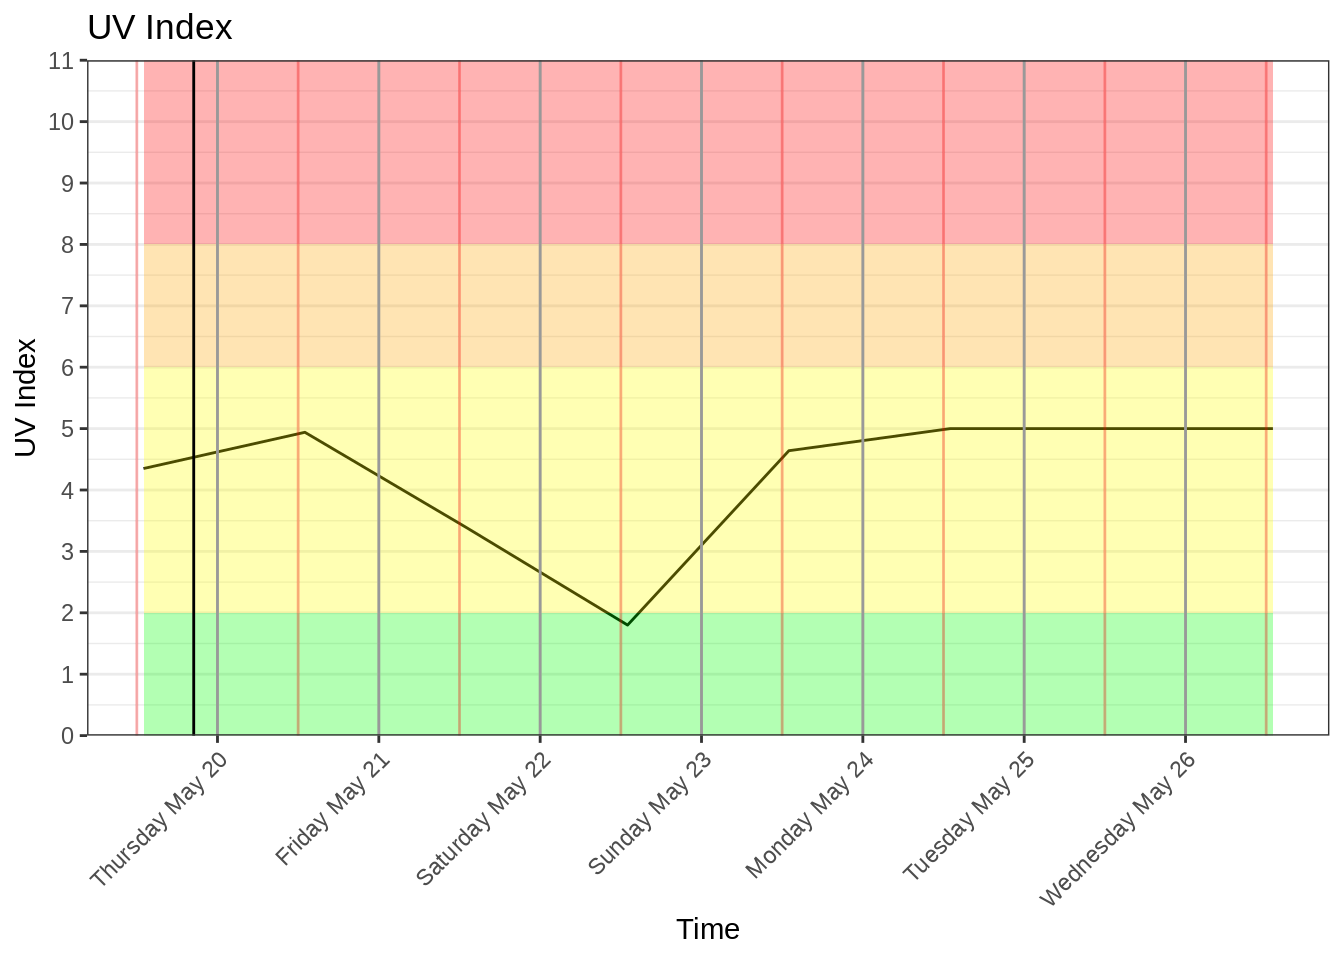 UV Index
11
10
9
8
7
6
5
4
3
2
1
0
UV Index
Thursday May 20
Friday May 21
Saturday May 22
Sunday May 23
Monday May 24
Tuesday May 25
Wednesday May 26
Time